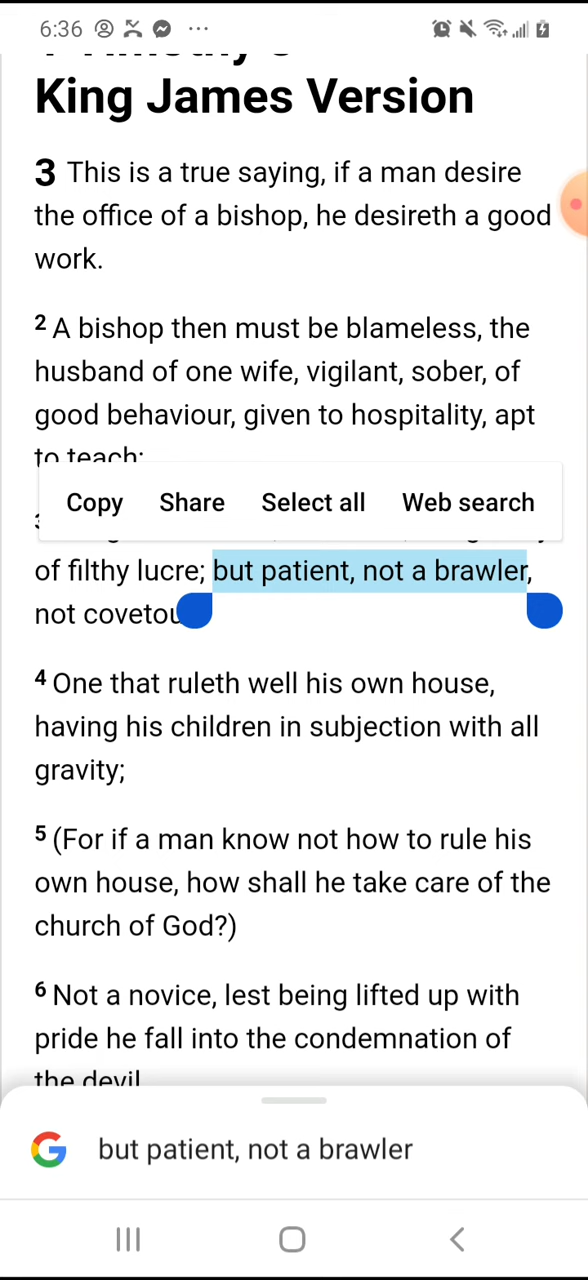 6:36
King James Version
3 This is a true saying, if a man desire
the office of a bishop, he desireth a good
work.
2 A bishop then must be blameless, the
husband of one wife, vigilant, sober, of
good behaviour, given to hospitality, apt
to teach;
Copy Share Select all Web search
of filthy lucre; but patient, not a brawler,
not
4 One that ruleth well his own house,
having his children in subjection with all
gravity;
5 (For if a man know not how to rule his
own house, how shall he take care of the
church of God?)
6 Not a novice, lest being lifted up with
pride he fall into the condemnation of
the devil
but patient, not a brawler